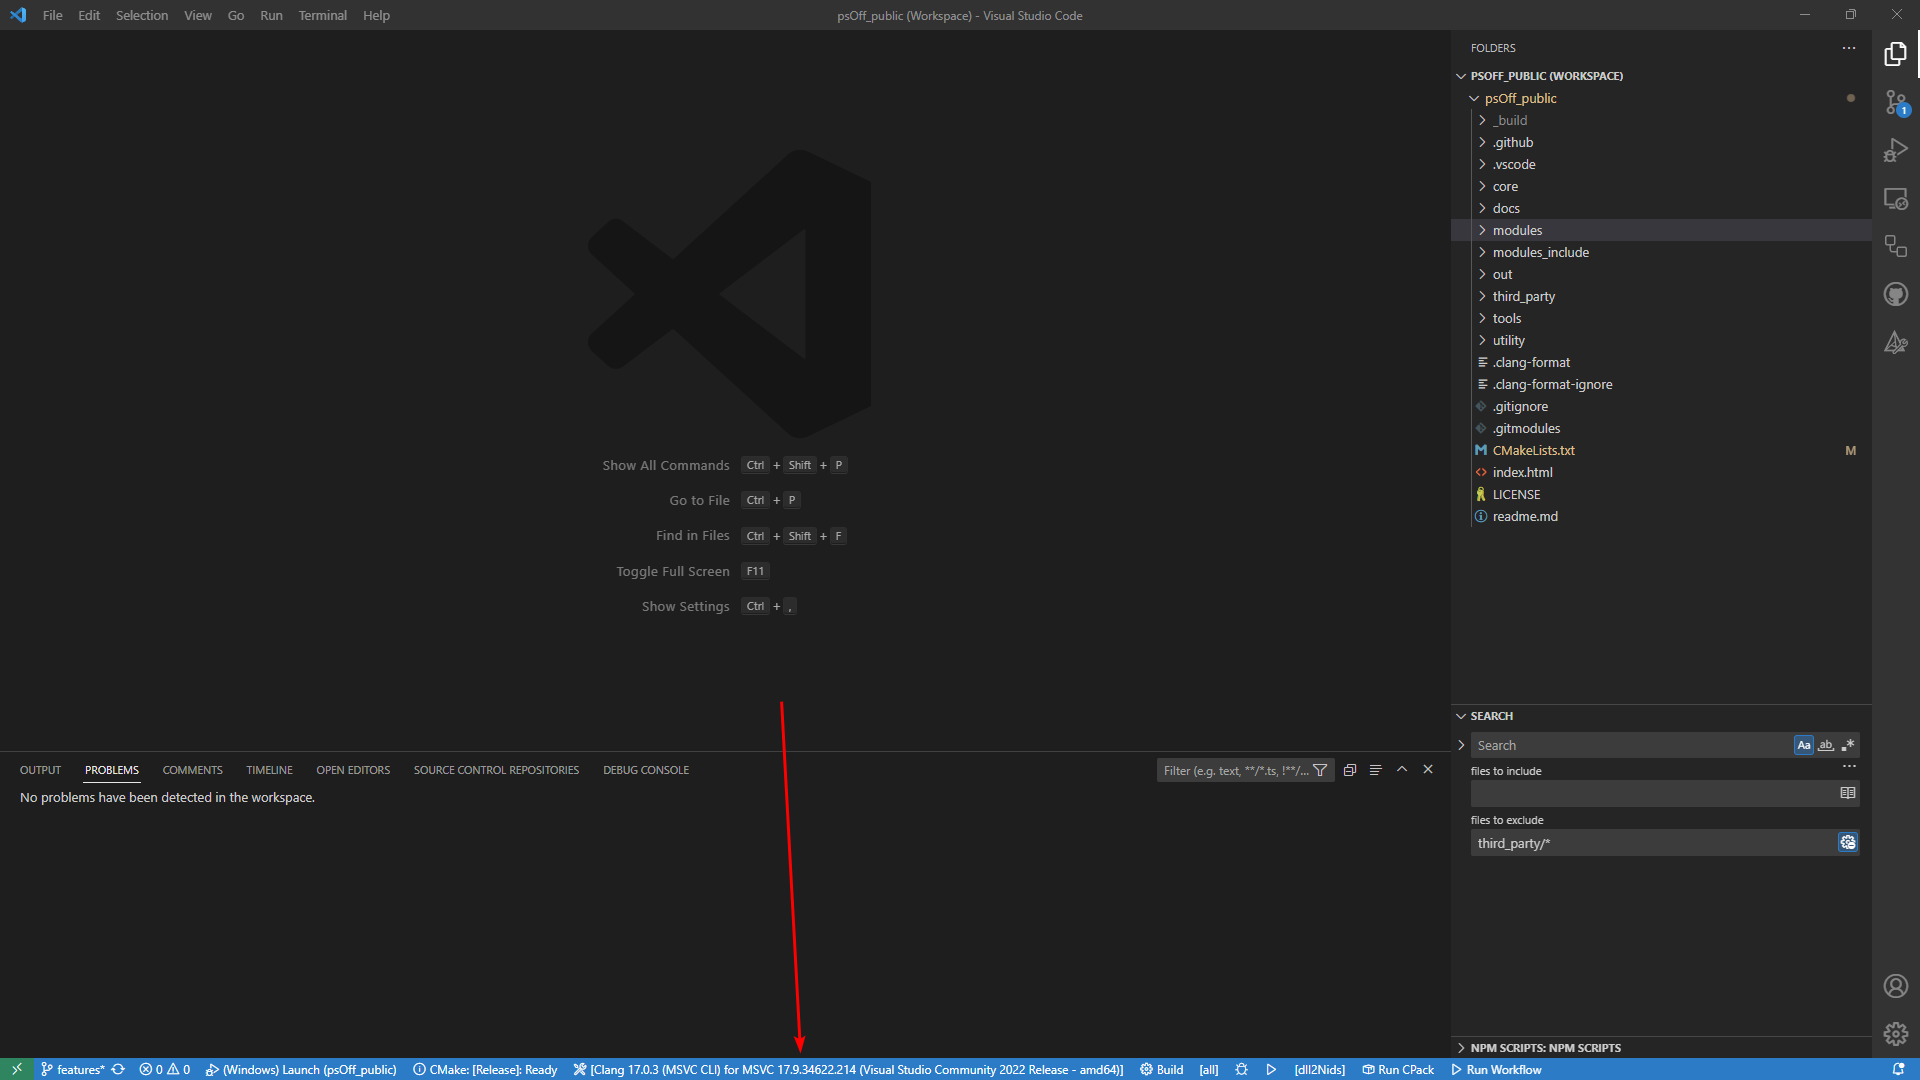 File Edit Selection View Go Run Terminal Help
psOff_public (Workspace) - Visual Studio Code
FOLDERS
PSOFF_PUBLIC (WORKSPACE)
psOff_public
_build
.github
.vscode
core
docs
modules
modules_include
out
third_party
tools
utility
.clang-format
.clang-format-ignore
.gitignore
.gitmodules
CMakeLists.txt M
index.html
LICENSE
readme.md
1
Show All Commands Ctrl + Shift + P
Go to File Ctrl + P
Find in Files Ctrl + Shift + F
Toggle Full Screen F11
Show Settings Ctrl + ,
OUTPUT PROBLEMS COMMENTS TIMELINE OPEN EDITORS SOURCE CONTROL REPOSITORIES DEBUG CONSOLE
Filter (e.g. text, **/*.ts, !**/...
No problems have been detected in the workspace.
SEARCH
Search Aa ab .*
files to include
files to exclude
third_party/*
NPM SCRIPTS: NPM SCRIPTS
features* 0 0 (Windows) Launch (psOff_public) CMake: [Release]: Ready [Clang 17.0.3 (MSVC CLI) for MSVC 17.9.34622.214 (Visual Studio Community 2022 Release - amd64)] Build [all] [dll2Nids] Run CPack Run Workflow